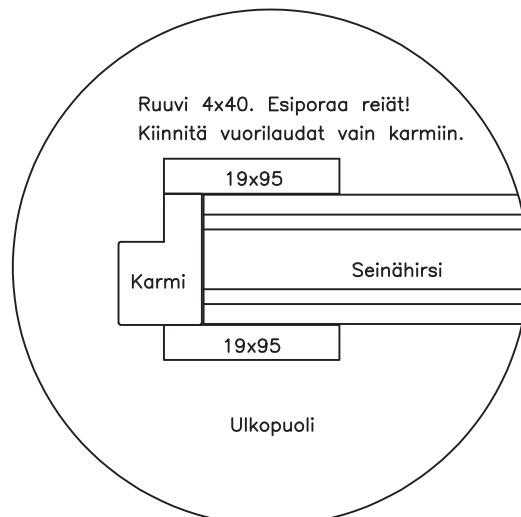 Ruuvi 4x40. Esiporaa reiät!
Kiinnitä vuorilaudat vain karmiin.
19x95
Karmi
Seinähirsi
19x95
Ulkopuoli